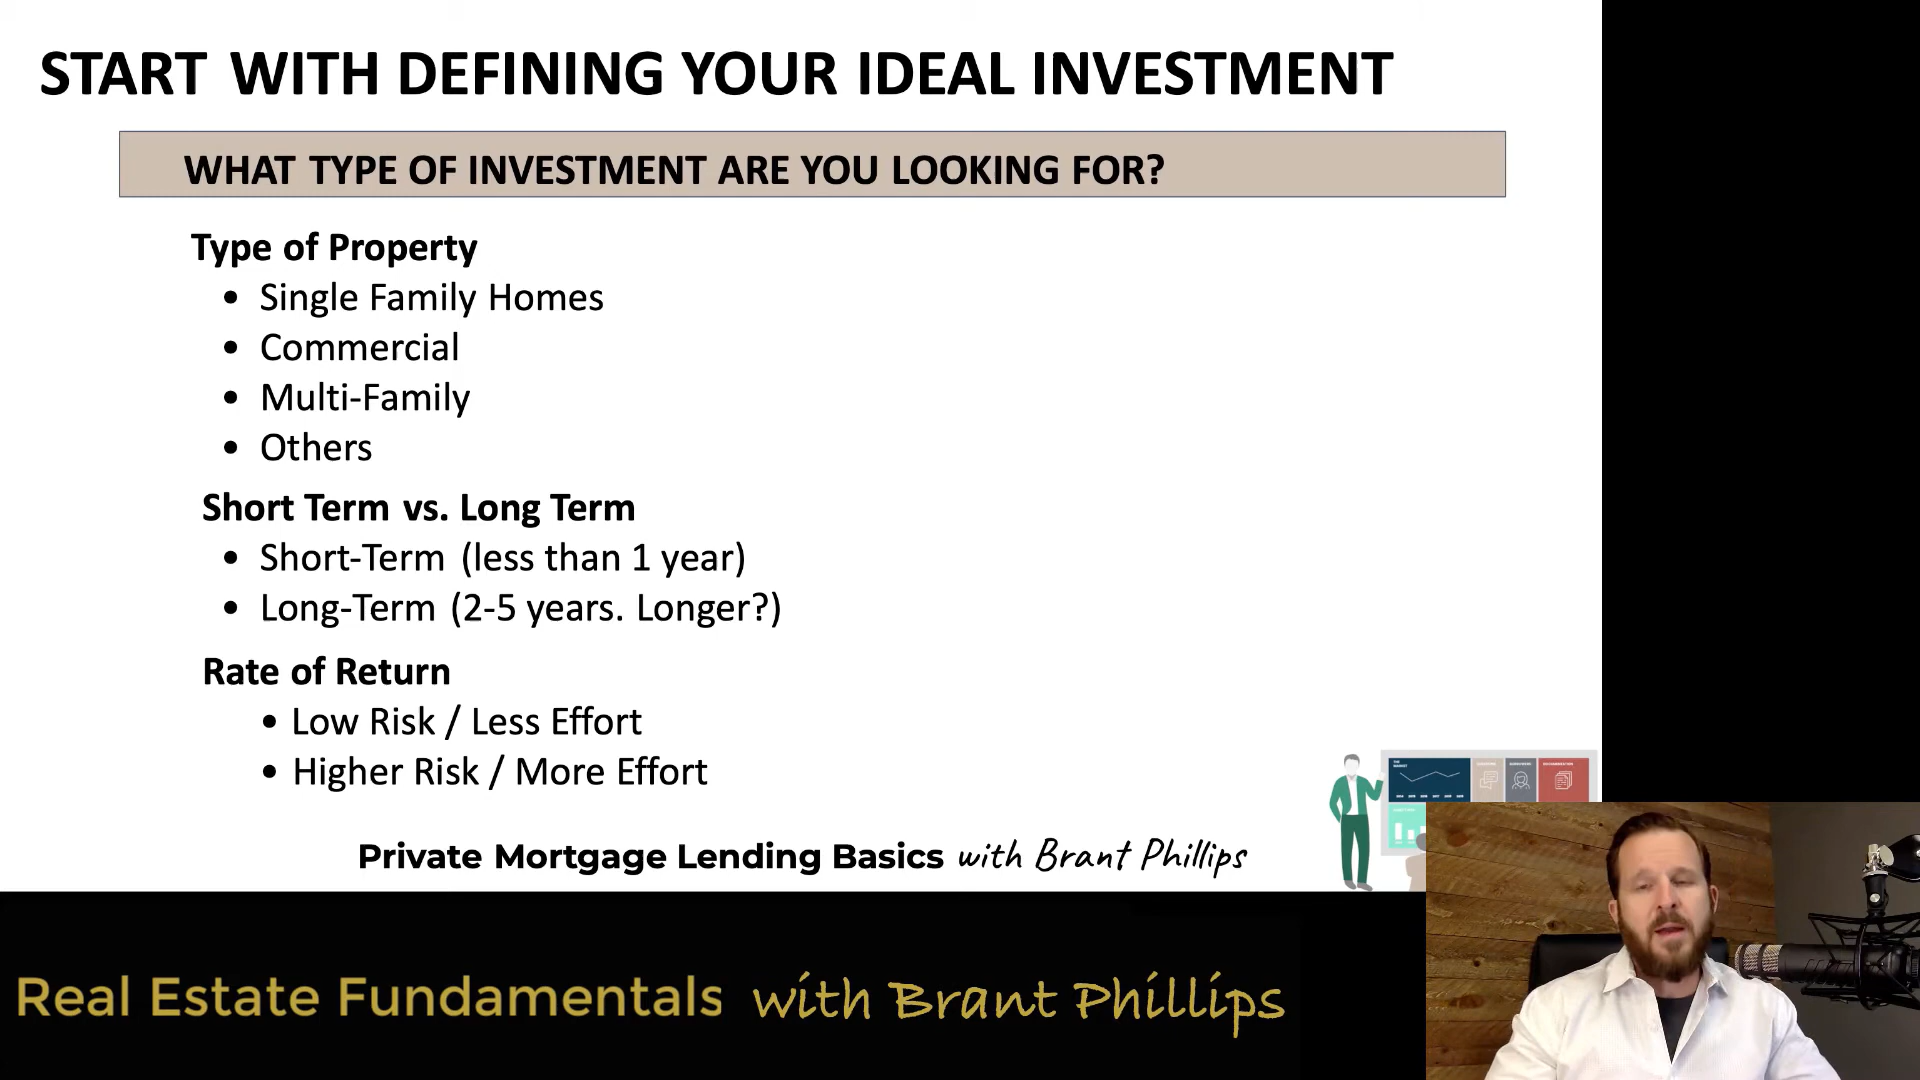 START WITH DEFINING YOUR IDEAL INVESTMENT
WHAT TYPE OF INVESTMENT ARE YOU LOOKING FOR?
Type of Property
• Single Family Homes
• Commercial
• Multi-Family
• Others
Short Term vs. Long Term
• Short-Term (less than 1 year)
• Long-Term (2-5 years. Longer?)
Rate of Return
• Low Risk / Less Effort
• Higher Risk / More Effort
Private Mortgage Lending Basics with Brant Phillips
Real Estate Fundamentals with Brant Phillips